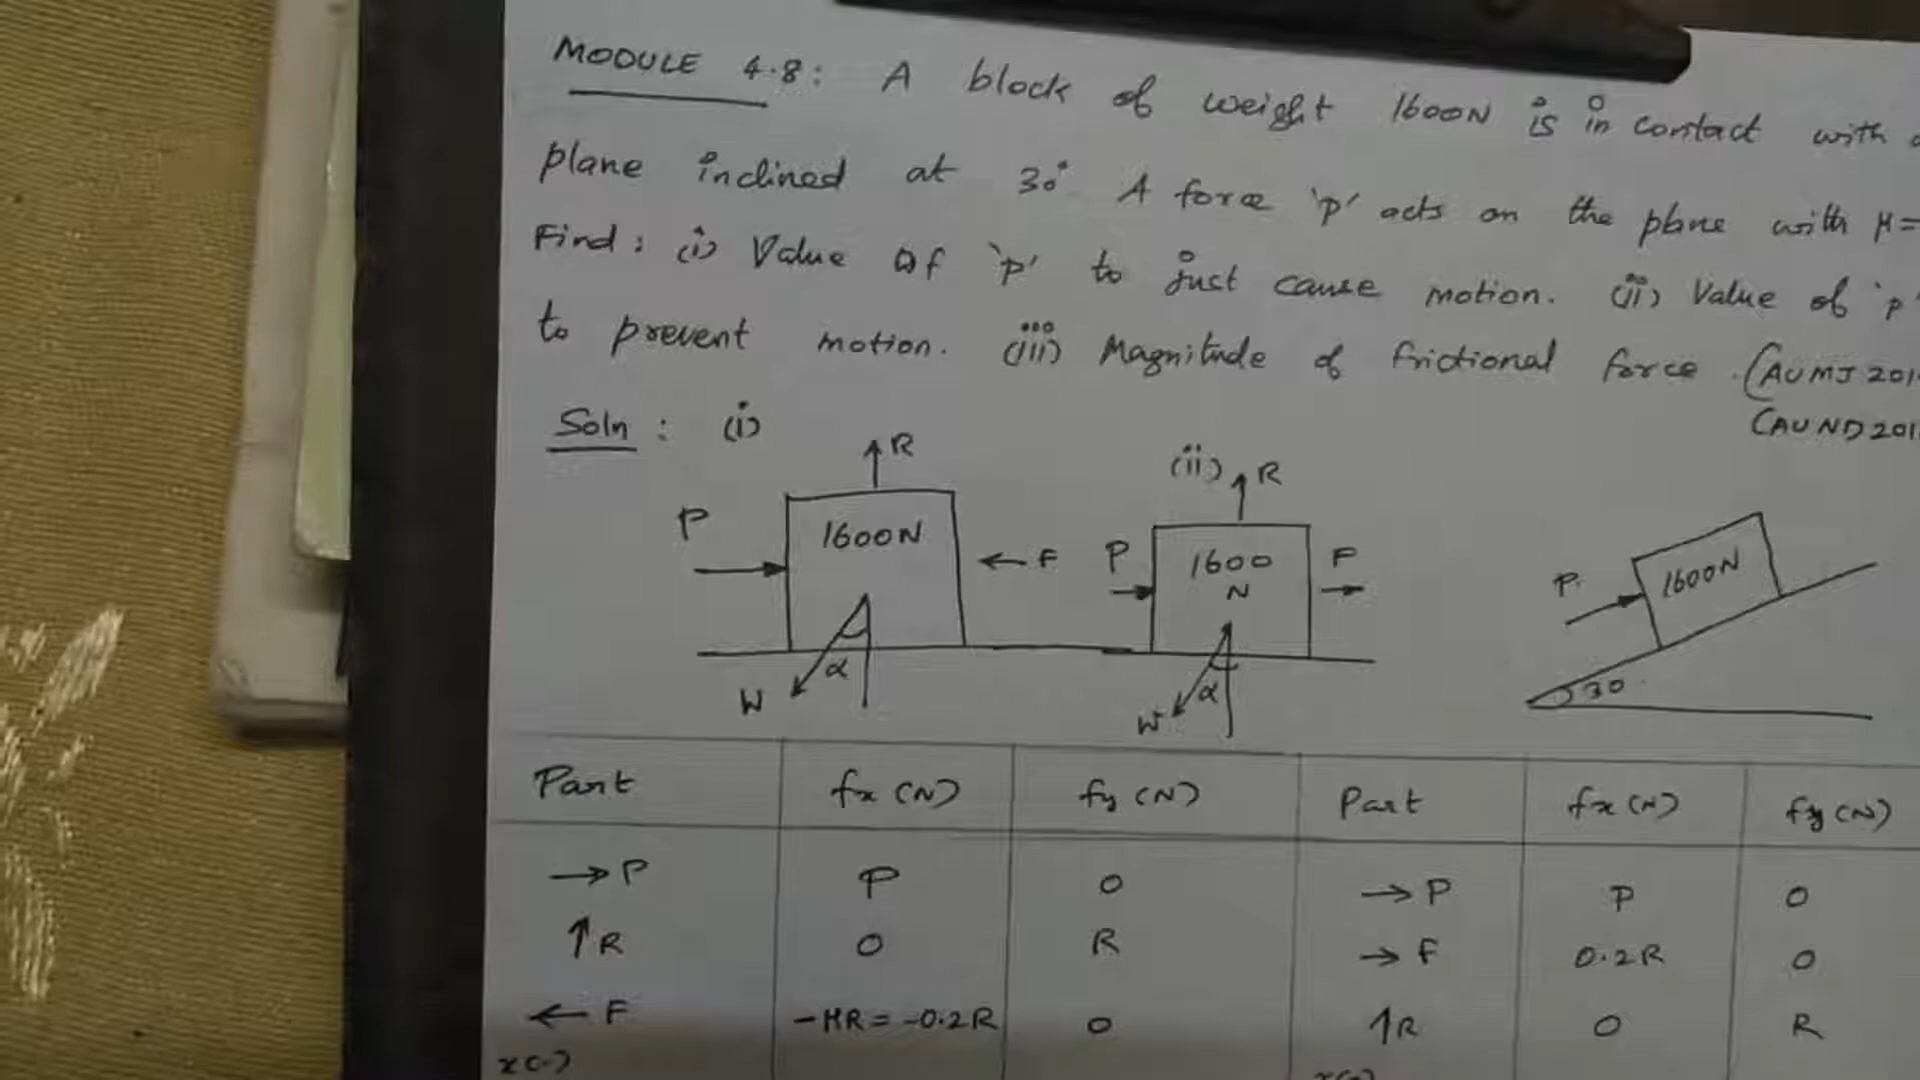 MODULE 4.8: A block of weight 1600N is in contact with
plane inclined at 30° A force 'p' acts on the plane with μ=
Find: (i) Value of 'p' to just cause motion. (ii) Value of 'p'
to prevent motion. (iii) Magnitude of frictional force. (AUMJ 201
(AUND 201
Soln: (i)
(ii)
R
R
P
1600N
F
P
1600
N
F
P.
1600N
α
W
α
W
30
Part fx (N) fy (N) Part fx (N) fy (N)
→P P 0 →P P 0
↑R 0 R →F 0.2R 0
←F -μR=-0.2R 0 ↑R 0 R
x(-)